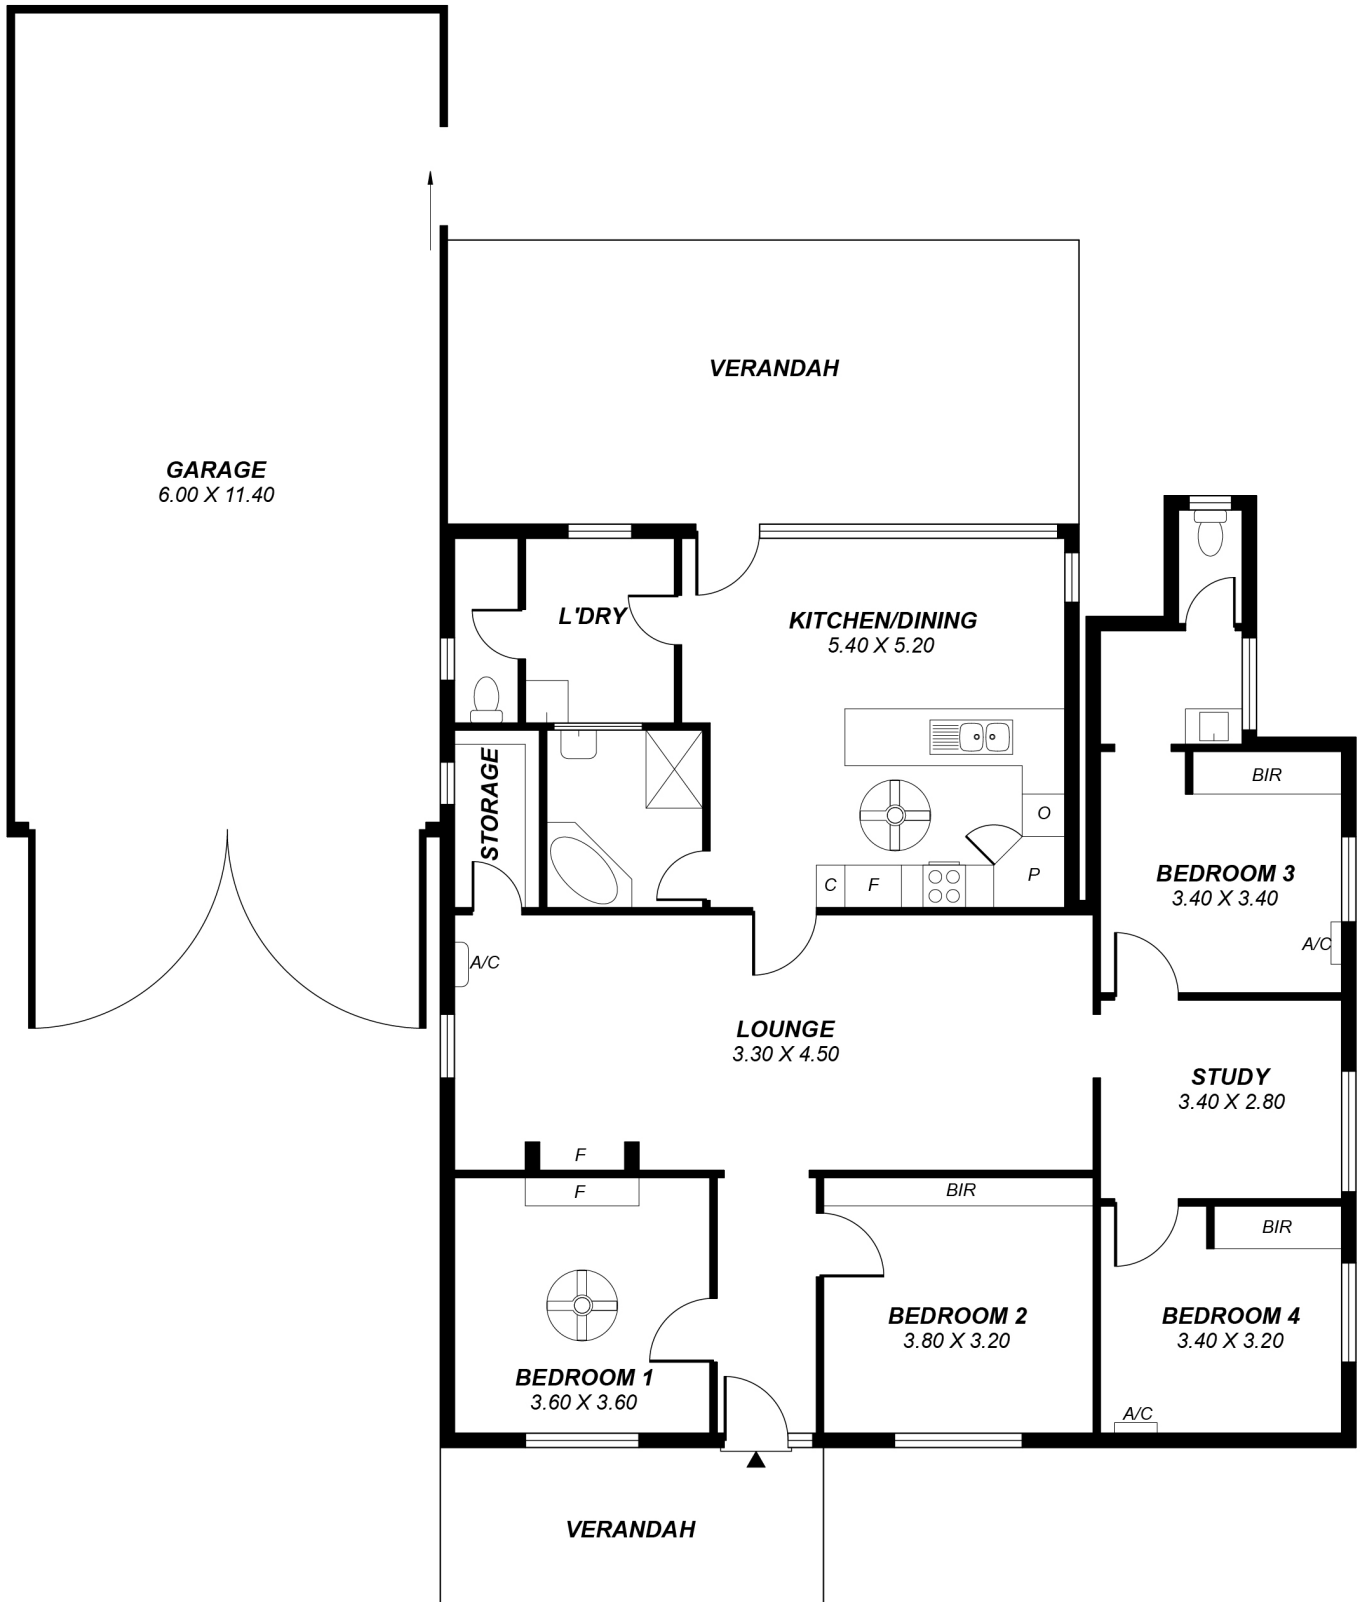 VERANDAH
GARAGE
6.00 X 11.40
L'DRY
KITCHEN/DINING
5.40 X 5.20
STORAGE
BIR
O
P
C
F
BEDROOM 3
3.40 X 3.40
A/C
A/C
LOUNGE
3.30 X 4.50
STUDY
3.40 X 2.80
F
F
BIR
BIR
BEDROOM 1
3.60 X 3.60
BEDROOM 2
3.80 X 3.20
BEDROOM 4
3.40 X 3.20
A/C
VERANDAH